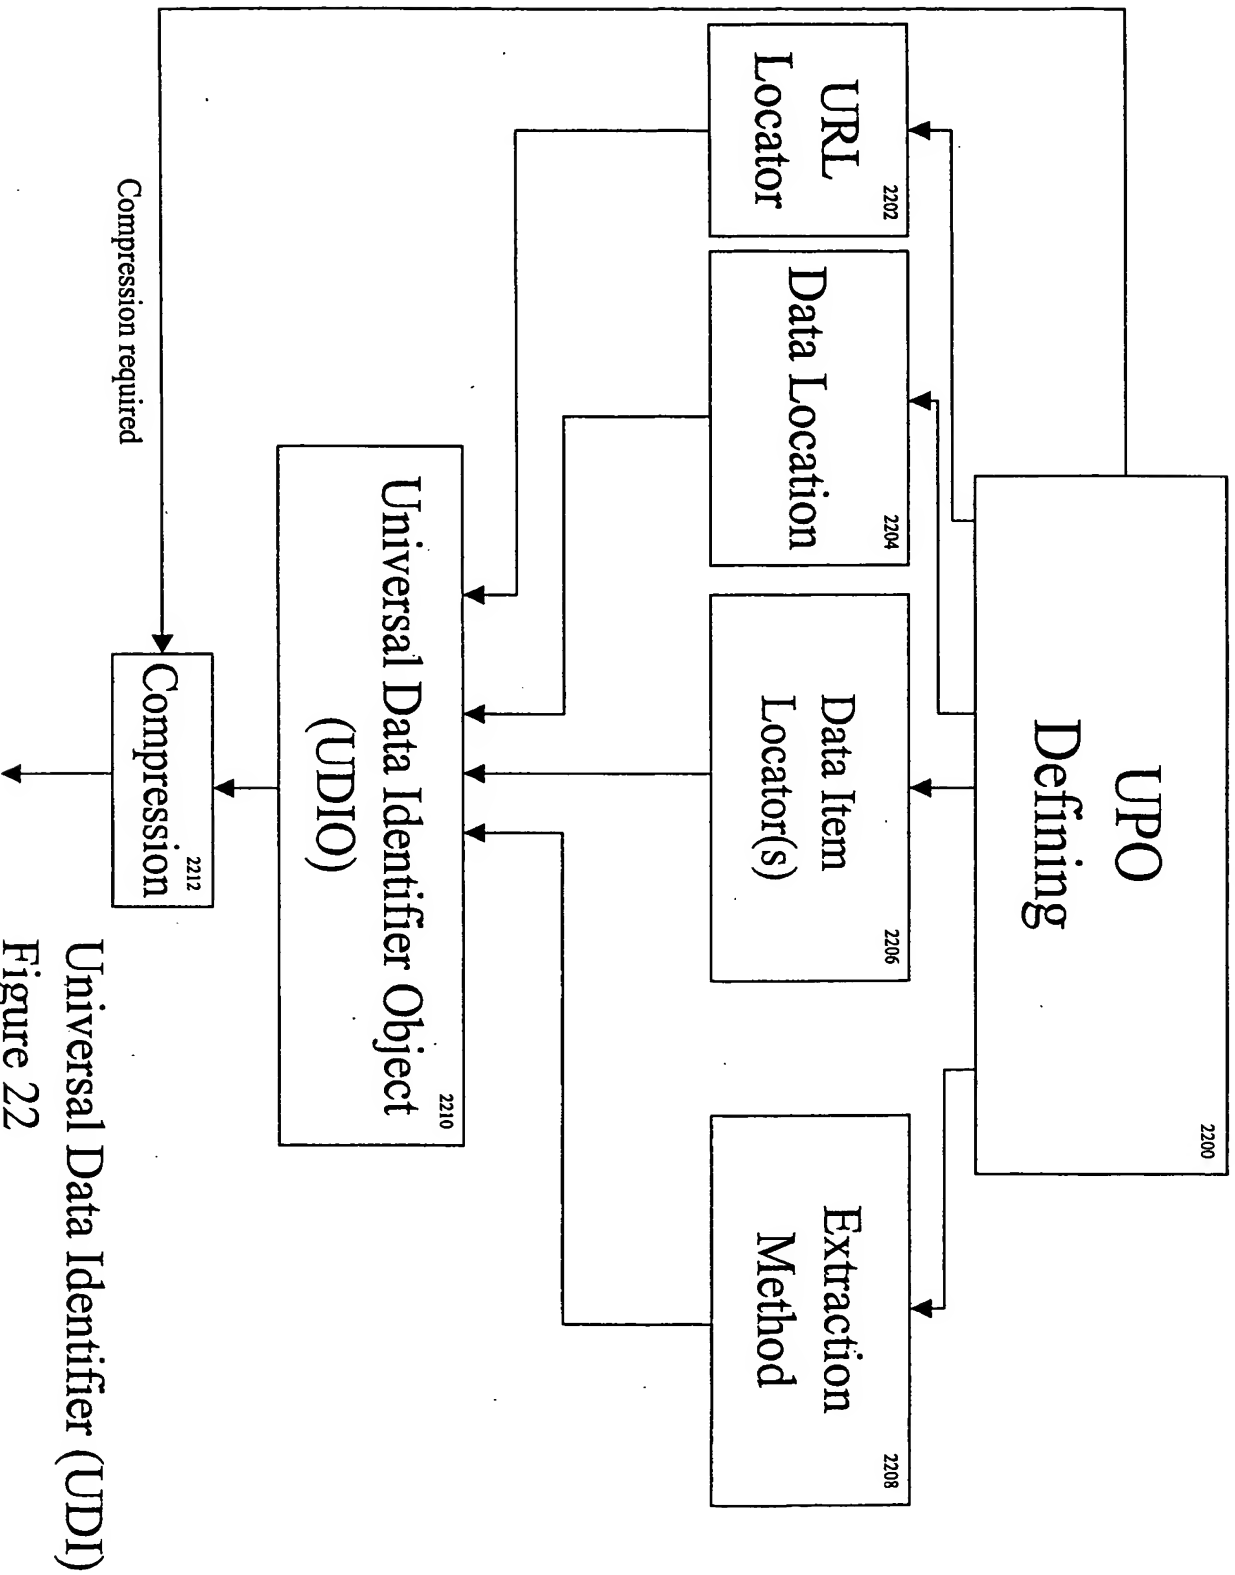 2200
UPO
Defining
2202
URL
Locator
2204
Data Location
2206
Data Item
Locator(s)
2208
Extraction
Method
2210
Universal Data Identifier Object
(UDIO)
Compression required
2212
Compression
Universal Data Identifier (UDI)
Figure 22